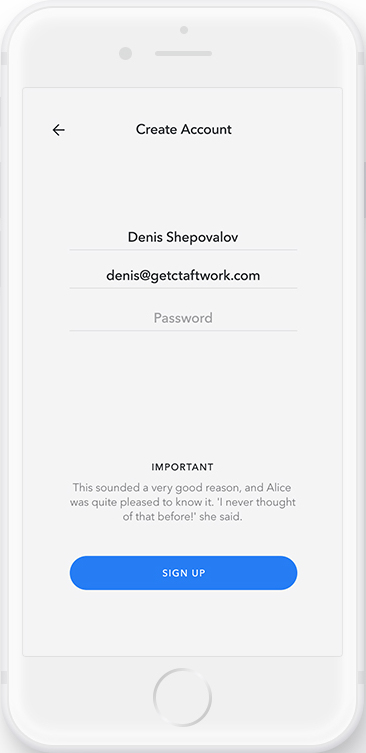 Create Account
Denis Shepovalov
denis@getctaftwork.com
Password
IMPORTANT
This sounded a very good reason, and Alice
was quite pleased to know it. 'I never thought
of that before!' she said.
SIGN UP